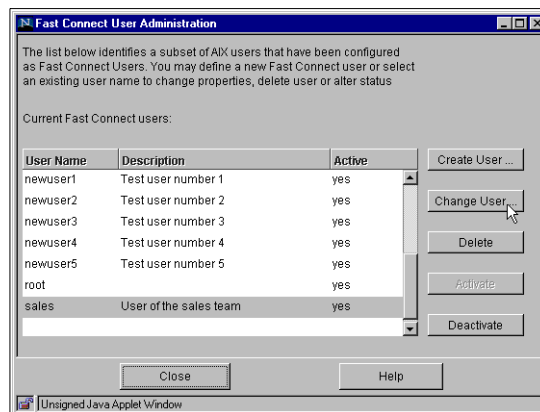 Fast Connect User Administration
The list below identifies a subset of AIX users that have been configured
as Fast Connect Users. You may define a new Fast Connect user or select
an existing user name to change properties, delete user or alter status
Current Fast Connect users:
User Name Description Active
newuser1 Test user number 1 yes
newuser2 Test user number 2 yes
newuser3 Test user number 3 yes
newuser4 Test user number 4 yes
newuser5 Test user number 5 yes
root yes
sales User of the sales team yes
Create User ...
Change User ...
Delete
Activate
Deactivate
Close Help
Unsigned Java Applet Window